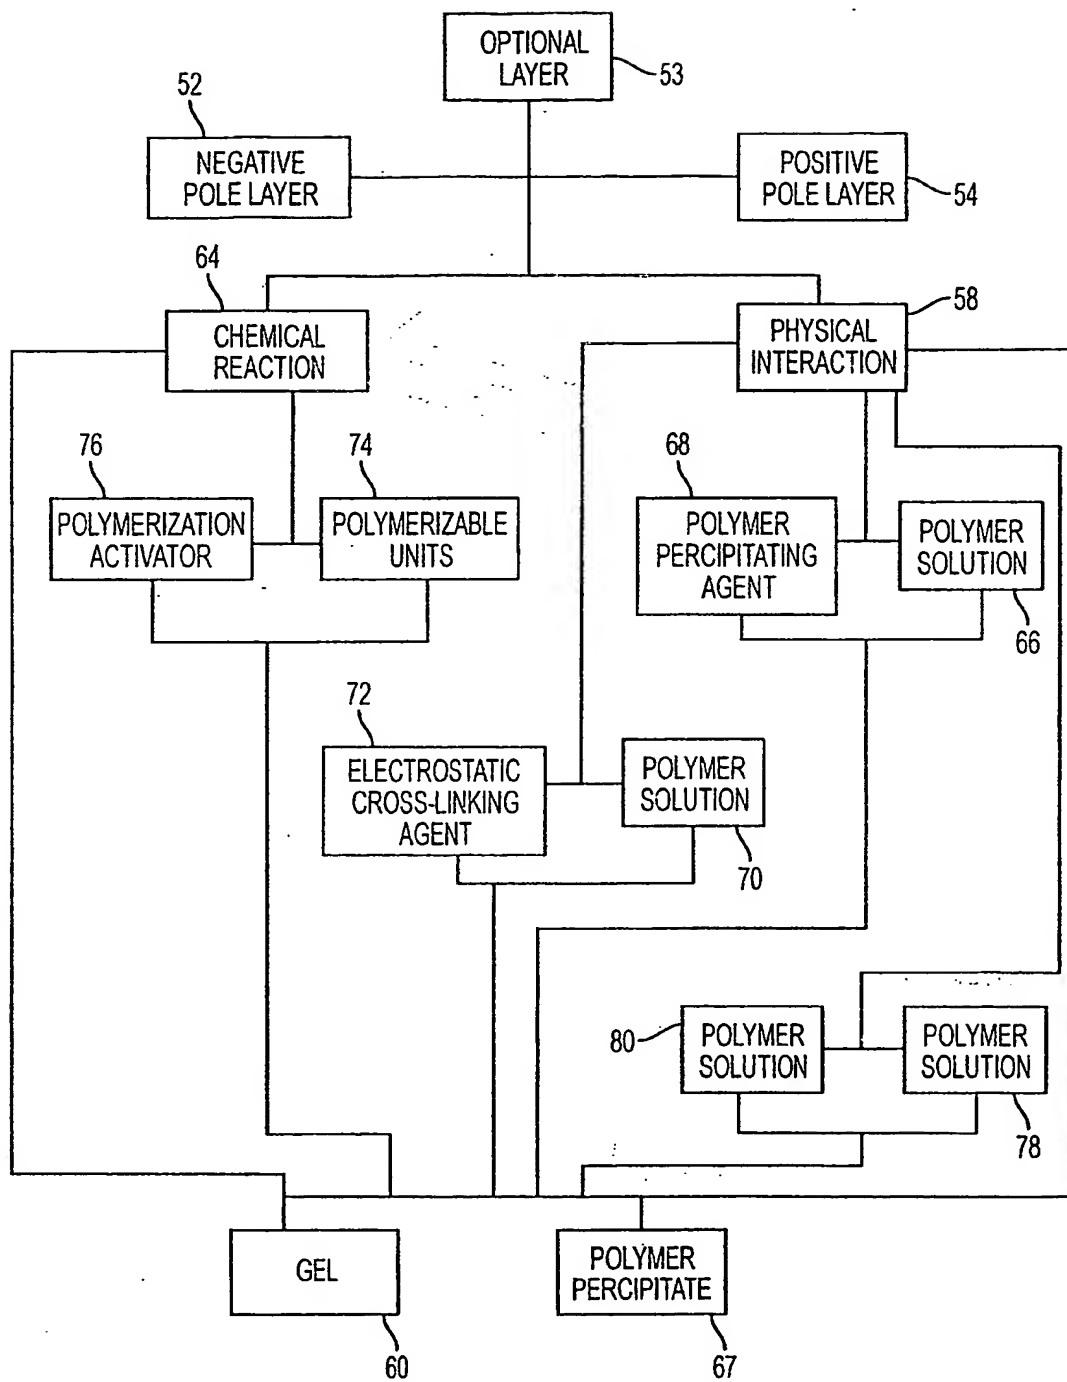 OPTIONAL
LAYER
53
52
NEGATIVE
POLE LAYER
POSITIVE
POLE LAYER
54
64
CHEMICAL
REACTION
58
PHYSICAL
INTERACTION
76
POLYMERIZATION
ACTIVATOR
74
POLYMERIZABLE
UNITS
68
POLYMER
PERCIPITATING
AGENT
POLYMER
SOLUTION
66
72
ELECTROSTATIC
CROSS-LINKING
AGENT
POLYMER
SOLUTION
70
80
POLYMER
SOLUTION
POLYMER
SOLUTION
78
GEL
60
POLYMER
PERCIPITATE
67